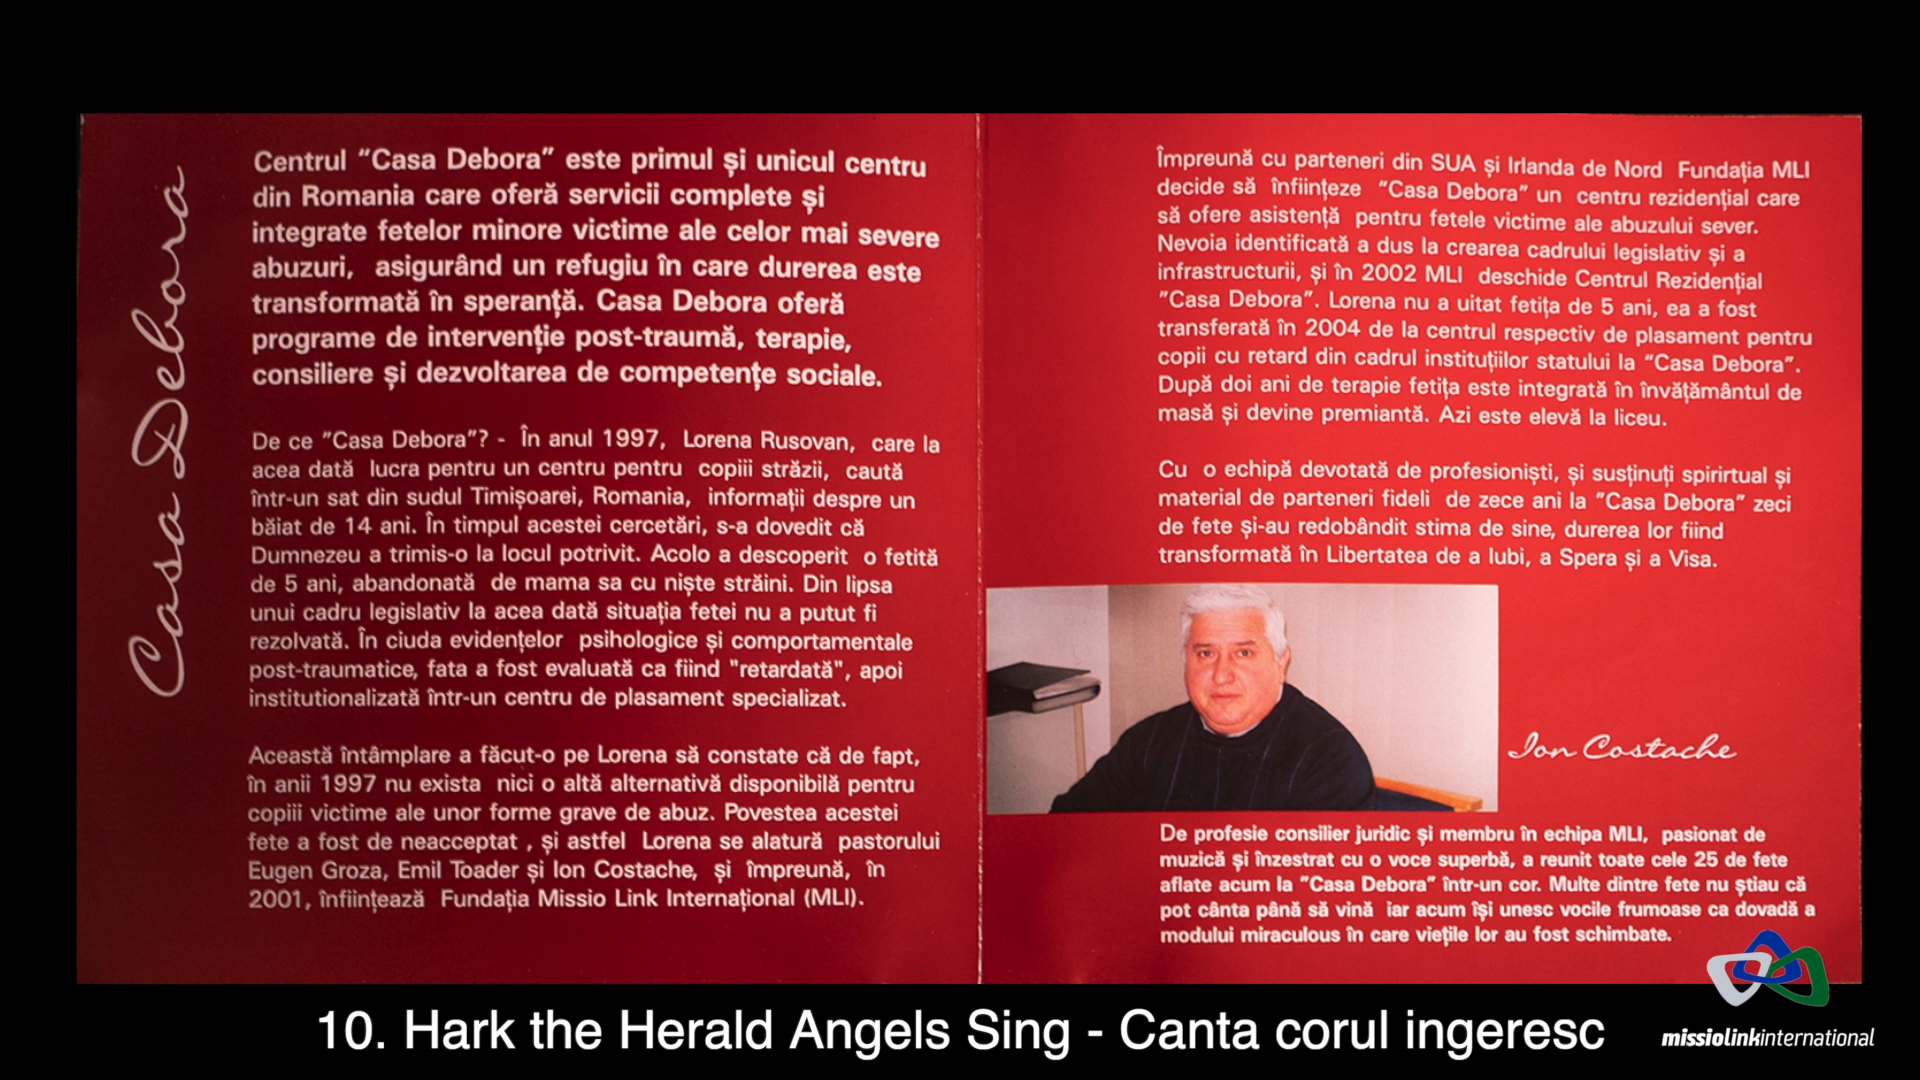 Casa Debora
Centrul "Casa Debora" este primul și unicul centru
din Romania care oferă servicii complete și
integrate fetelor minore victime ale celor mai severe
abuzuri, asigurând un refugiu în care durerea este
transformată în speranță. Casa Debora oferă
programe de intervenție post-traumă, terapie,
consiliere și dezvoltarea de competențe sociale.
De ce "Casa Debora"? - În anul 1997, Lorena Rusovan, care la
acea dată lucra pentru un centru pentru copiii străzii, caută
într-un sat din sudul Timișoarei, Romania, informații despre un
băiat de 14 ani. În timpul acestei cercetări, s-a dovedit că
Dumnezeu a trimis-o la locul potrivit. Acolo a descoperit o fetită
de 5 ani, abandonată de mama sa cu niște străini. Din lipsa
unui cadru legislativ la acea dată situația fetei nu a putut fi
rezolvată. În ciuda evidențelor psihologice și comportamentale
post-traumatice, fata a fost evaluată ca fiind "retardată", apoi
institutionalizată într-un centru de plasament specializat.
Această întâmplare a făcut-o pe Lorena să constate că de fapt,
în anii 1997 nu exista nici o altă alternativă disponibilă pentru
copiii victime ale unor forme grave de abuz. Povestea acestei
fete a fost de neacceptat , și astfel Lorena se alatură pastorului
Eugen Groza, Emil Toader și Ion Costache, și împreună, în
2001, înființează Fundația Missio Link Internațional (MLI).
Împreună cu parteneri din SUA și Irlanda de Nord Fundația MLI
decide să înființeze "Casa Debora" un centru rezidențial care
să ofere asistență pentru fetele victime ale abuzului sever.
Nevoia identificată a dus la crearea cadrului legislativ și a
infrastructurii, și în 2002 MLI deschide Centrul Rezidențial
"Casa Debora". Lorena nu a uitat fetița de 5 ani, ea a fost
transferată în 2004 de la centrul respectiv de plasament pentru
copii cu retard din cadrul instituțiilor statului la "Casa Debora".
După doi ani de terapie fetița este integrată în învățământul de
masă și devine premiantă. Azi este elevă la liceu.
Cu o echipă devotată de profesioniști, și susținuți spirirtual și
material de parteneri fideli de zece ani la "Casa Debora" zeci
de fete și-au redobândit stima de sine, durerea lor fiind
transformată în Libertatea de a Iubi, a Spera și a Visa.
Ion Costache
De profesie consilier juridic și membru în echipa MLI, pasionat de
muzică și înzestrat cu o voce superbă, a reunit toate cele 25 de fete
aflate acum la "Casa Debora" într-un cor. Multe dintre fete nu știau că
pot cânta până să vină iar acum își unesc vocile frumoase ca dovadă a
modului miraculous în care viețile lor au fost schimbate.
missiolinkinternational
10. Hark the Herald Angels Sing - Canta corul ingeresc